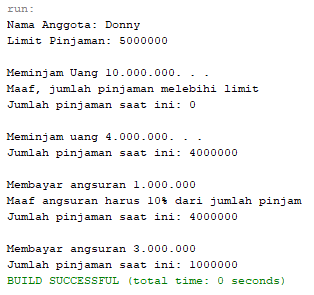 run:
Nama Anggota: Donny
Limit Pinjaman: 5000000
Meminjam Uang 10.000.000. . .
Maaf, jumlah pinjaman melebihi limit
Jumlah pinjaman saat ini: 0
Meminjam uang 4.000.000. . .
Jumlah pinjaman saat ini: 4000000
Membayar angsuran 1.000.000
Maaf angsuran harus 10% dari jumlah pinjam
Jumlah pinjaman saat ini: 4000000
Membayar angsuran 3.000.000
Jumlah pinjaman saat ini: 1000000
BUILD SUCCESSFUL (total time: 0 seconds)